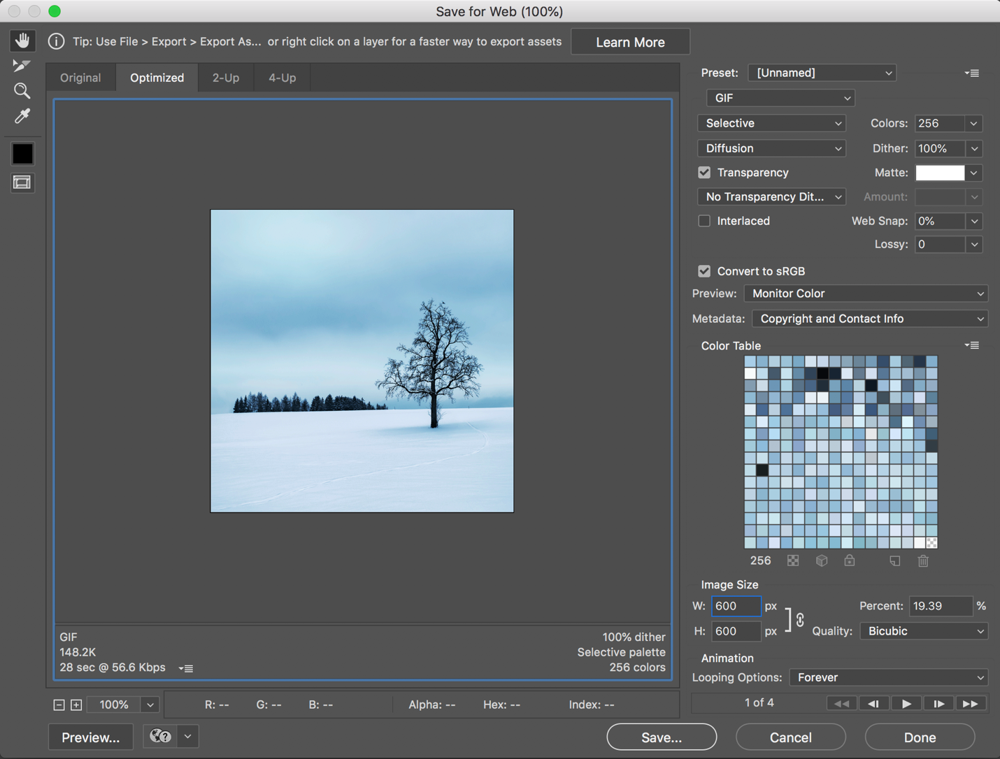 Save for Web (100%)
Tip: Use File > Export > Export As... or right click on a layer for a faster way to export assets
Learn More
Original
Optimized
2-Up
4-Up
Preset: [Unnamed]
GIF
Selective
Colors: 256
Diffusion
Dither: 100%
Transparency
Matte:
No Transparency Dit...
Amount:
Interlaced
Web Snap: 0%
Lossy: 0
Convert to sRGB
Preview: Monitor Color
Metadata: Copyright and Contact Info
Color Table
256
Image Size
W: 600 px
Percent: 19.39 %
H: 600 px
Quality: Bicubic
Animation
Looping Options: Forever
1 of 4
GIF
100% dither
148.2K
Selective palette
28 sec @ 56.6 Kbps
256 colors
100%
R: --
G: --
B: --
Alpha: --
Hex: --
Index: --
Preview...
?
Save...
Cancel
Done